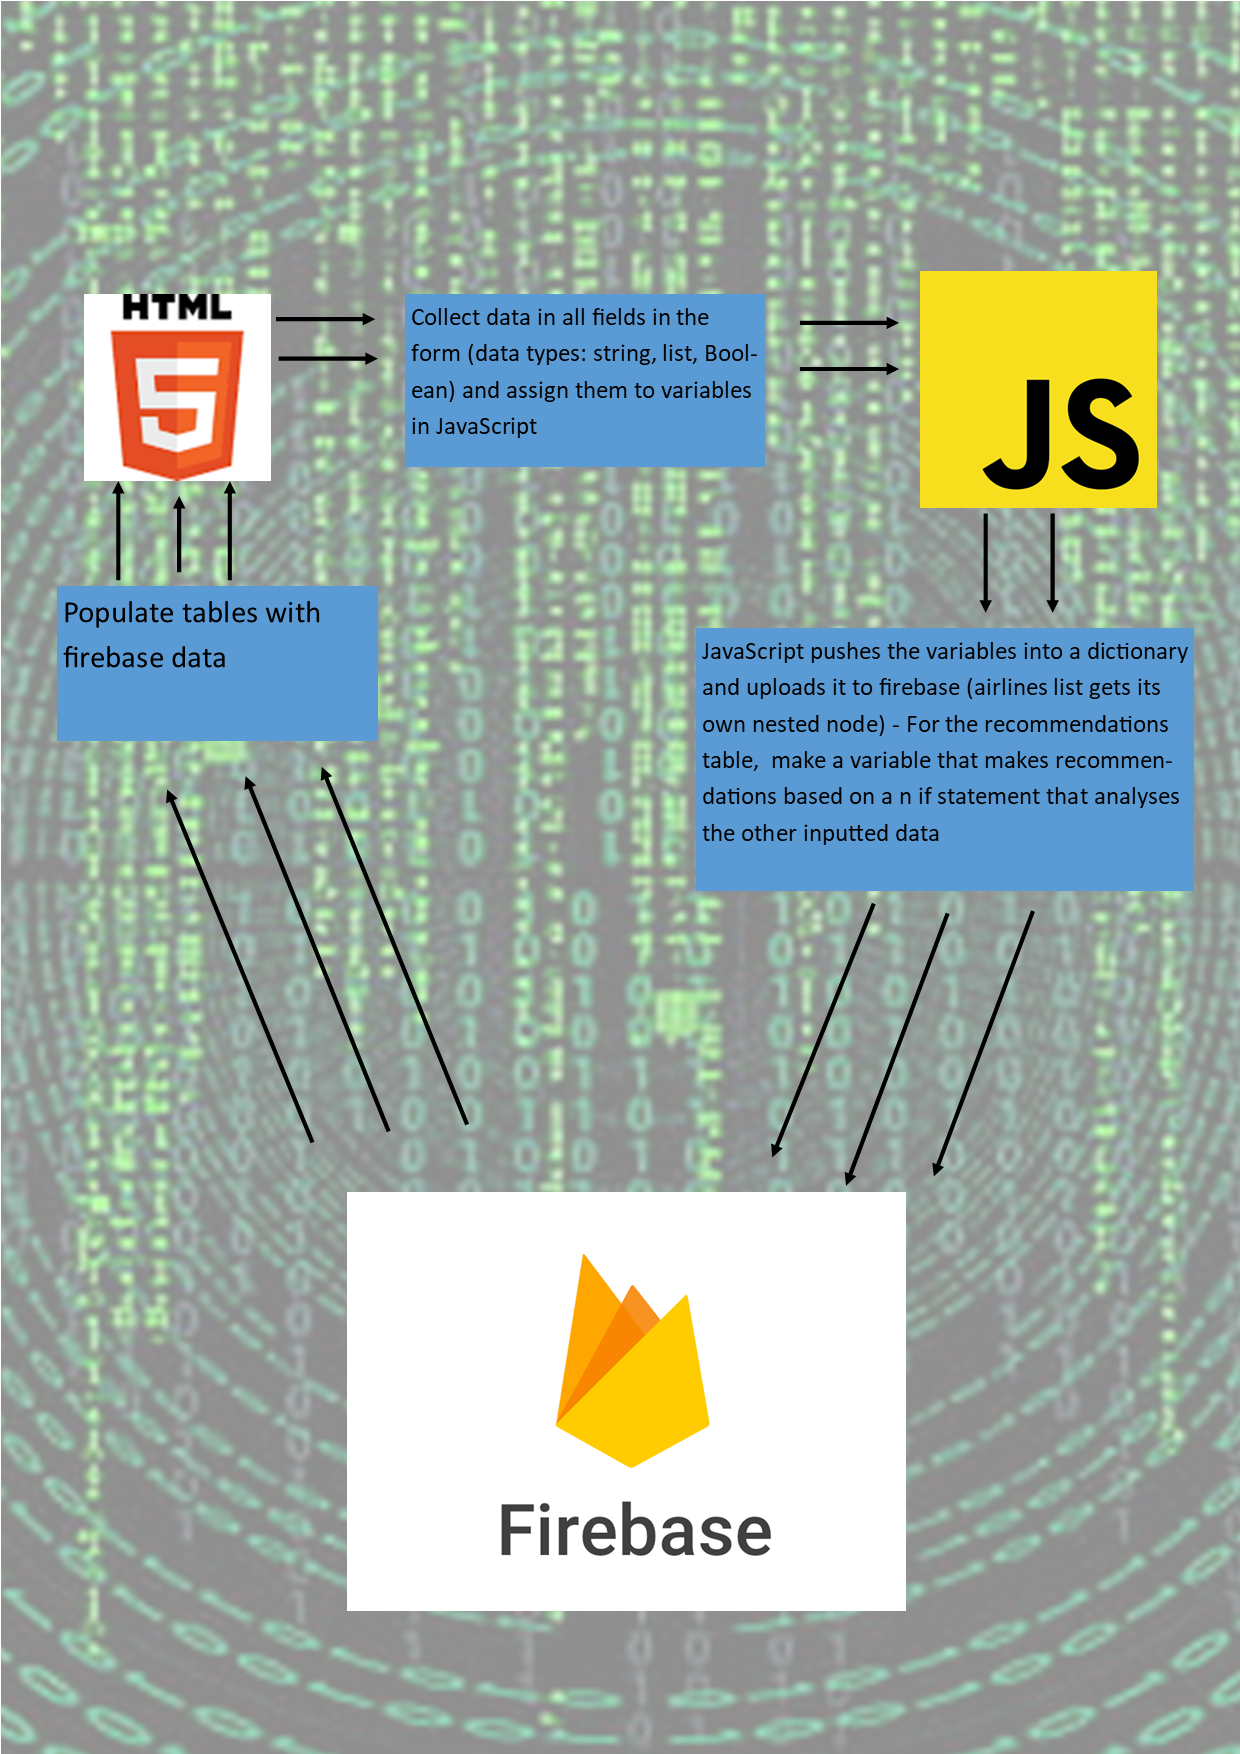 HTML
5
Collect data in all fields in the
form (data types: string, list, Bool-
ean) and assign them to variables
in JavaScript
JS
Populate tables with
firebase data
JavaScript pushes the variables into a dictionary
and uploads it to firebase (airlines list gets its
own nested node) - For the recommendations
table,  make a variable that makes recommen-
dations based on a n if statement that analyses
the other inputted data
Firebase